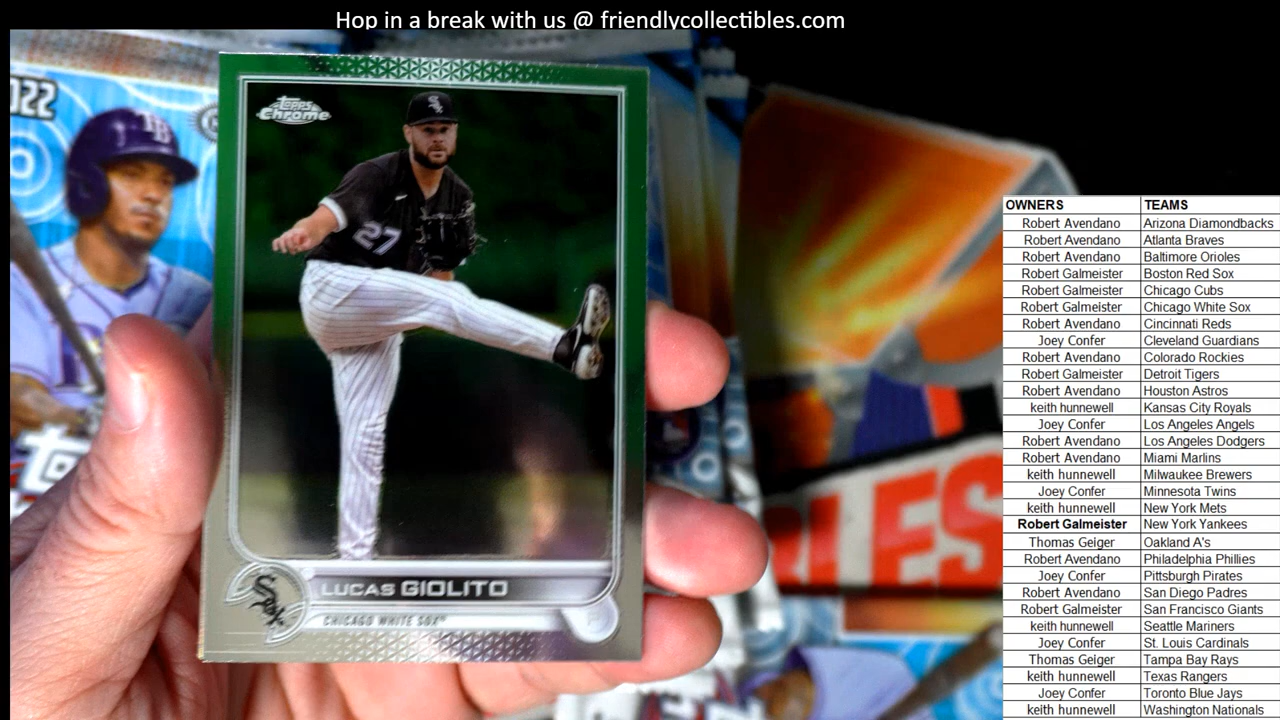 Hop in a break with us @ friendlycollectibles.com
022
TB
Topps
Chrome
Sox
27
LUCAS GIOLITO
Sox
CHICAGO WHITE SOX
P
OWNERS TEAMS
Robert Avendano Arizona Diamondbacks
Robert Avendano Atlanta Braves
Robert Avendano Baltimore Orioles
Robert Galmeister Boston Red Sox
Robert Galmeister Chicago Cubs
Robert Galmeister Chicago White Sox
Robert Avendano Cincinnati Reds
Joey Confer Cleveland Guardians
Robert Avendano Colorado Rockies
Robert Galmeister Detroit Tigers
Robert Avendano Houston Astros
keith hunnewell Kansas City Royals
Joey Confer Los Angeles Angels
Robert Avendano Los Angeles Dodgers
Robert Avendano Miami Marlins
keith hunnewell Milwaukee Brewers
Joey Confer Minnesota Twins
keith hunnewell New York Mets
Robert Galmeister New York Yankees
Thomas Geiger Oakland A's
Robert Avendano Philadelphia Phillies
Joey Confer Pittsburgh Pirates
Robert Avendano San Diego Padres
Robert Galmeister San Francisco Giants
keith hunnewell Seattle Mariners
Joey Confer St. Louis Cardinals
Thomas Geiger Tampa Bay Rays
keith hunnewell Texas Rangers
Joey Confer Toronto Blue Jays
keith hunnewell Washington Nationals